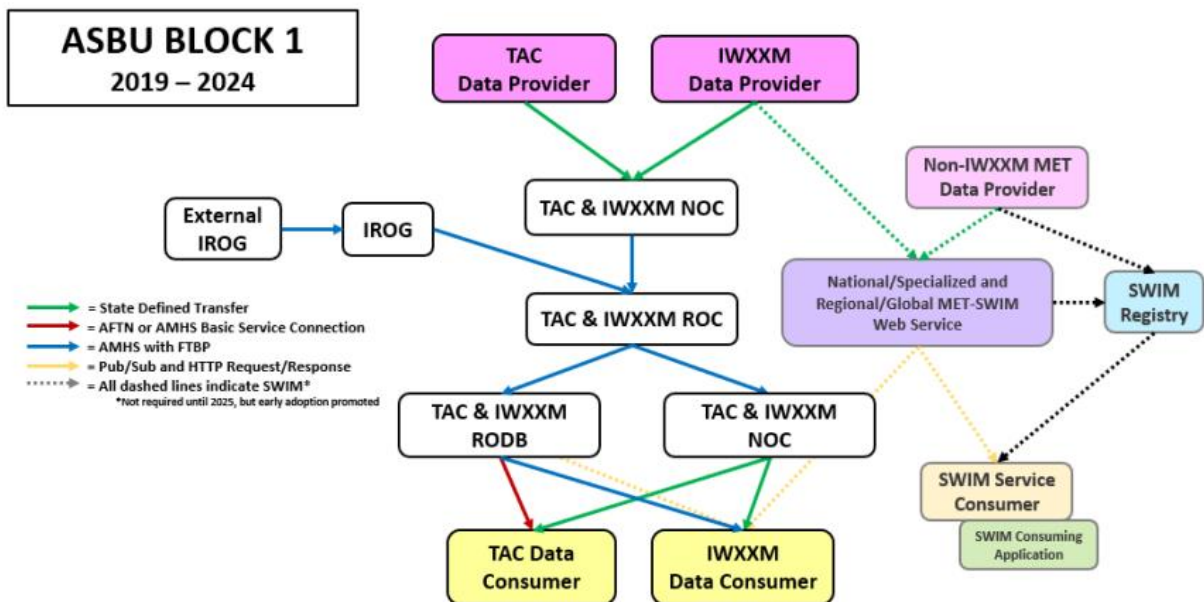 ASBU BLOCK 1
2019 – 2024
TAC
Data Provider
IWXXM
Data Provider
Non-IWXXM MET
Data Provider
TAC & IWXXM NOC
External
IROG
IROG
National/Specialized and
Regional/Global MET-SWIM
Web Service
SWIM
Registry
TAC & IWXXM ROC
= State Defined Transfer
= AFTN or AMHS Basic Service Connection
= AMHS with FTBP
= Pub/Sub and HTTP Request/Response
= All dashed lines indicate SWIM*
*Not required until 2025, but early adoption promoted
TAC & IWXXM
RODB
TAC & IWXXM
NOC
SWIM Service
Consumer
SWIM Consuming
Application
TAC Data
Consumer
IWXXM
Data Consumer